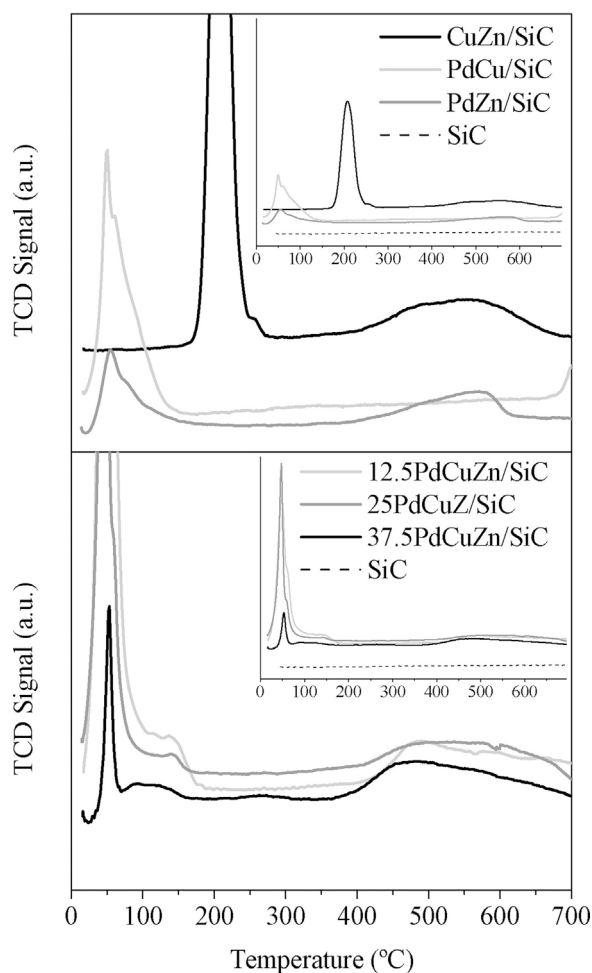 TCD Signal (a.u.)
CuZn/SiC
PdCu/SiC
PdZn/SiC
SiC
0 100 200 300 400 500 600
TCD Signal (a.u.)
12.5PdCuZn/SiC
25PdCuZ/SiC
37.5PdCuZn/SiC
SiC
0 100 200 300 400 500 600
0 100 200 300 400 500 600 700
Temperature (ºC)